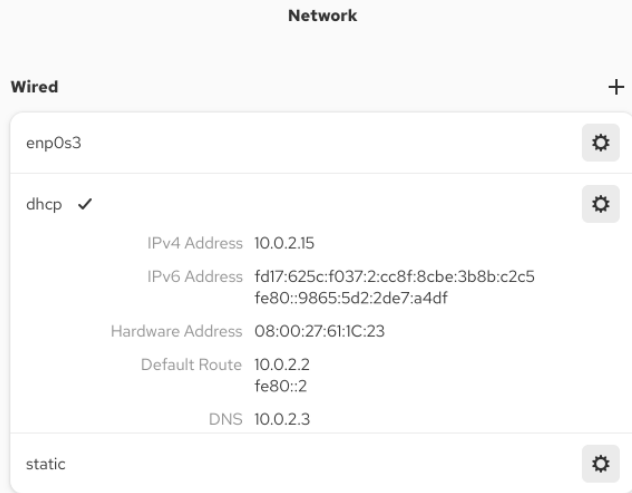 Network
Wired
enp0s3
dhcp
IPv4 Address 10.0.2.15
IPv6 Address fd17:625c:f037:2:cc8f:8cbe:3b8b:c2c5
fe80::9865:5d2:2de7:a4df
Hardware Address 08:00:27:61:1C:23
Default Route 10.0.2.2
fe80::2
DNS 10.0.2.3
static